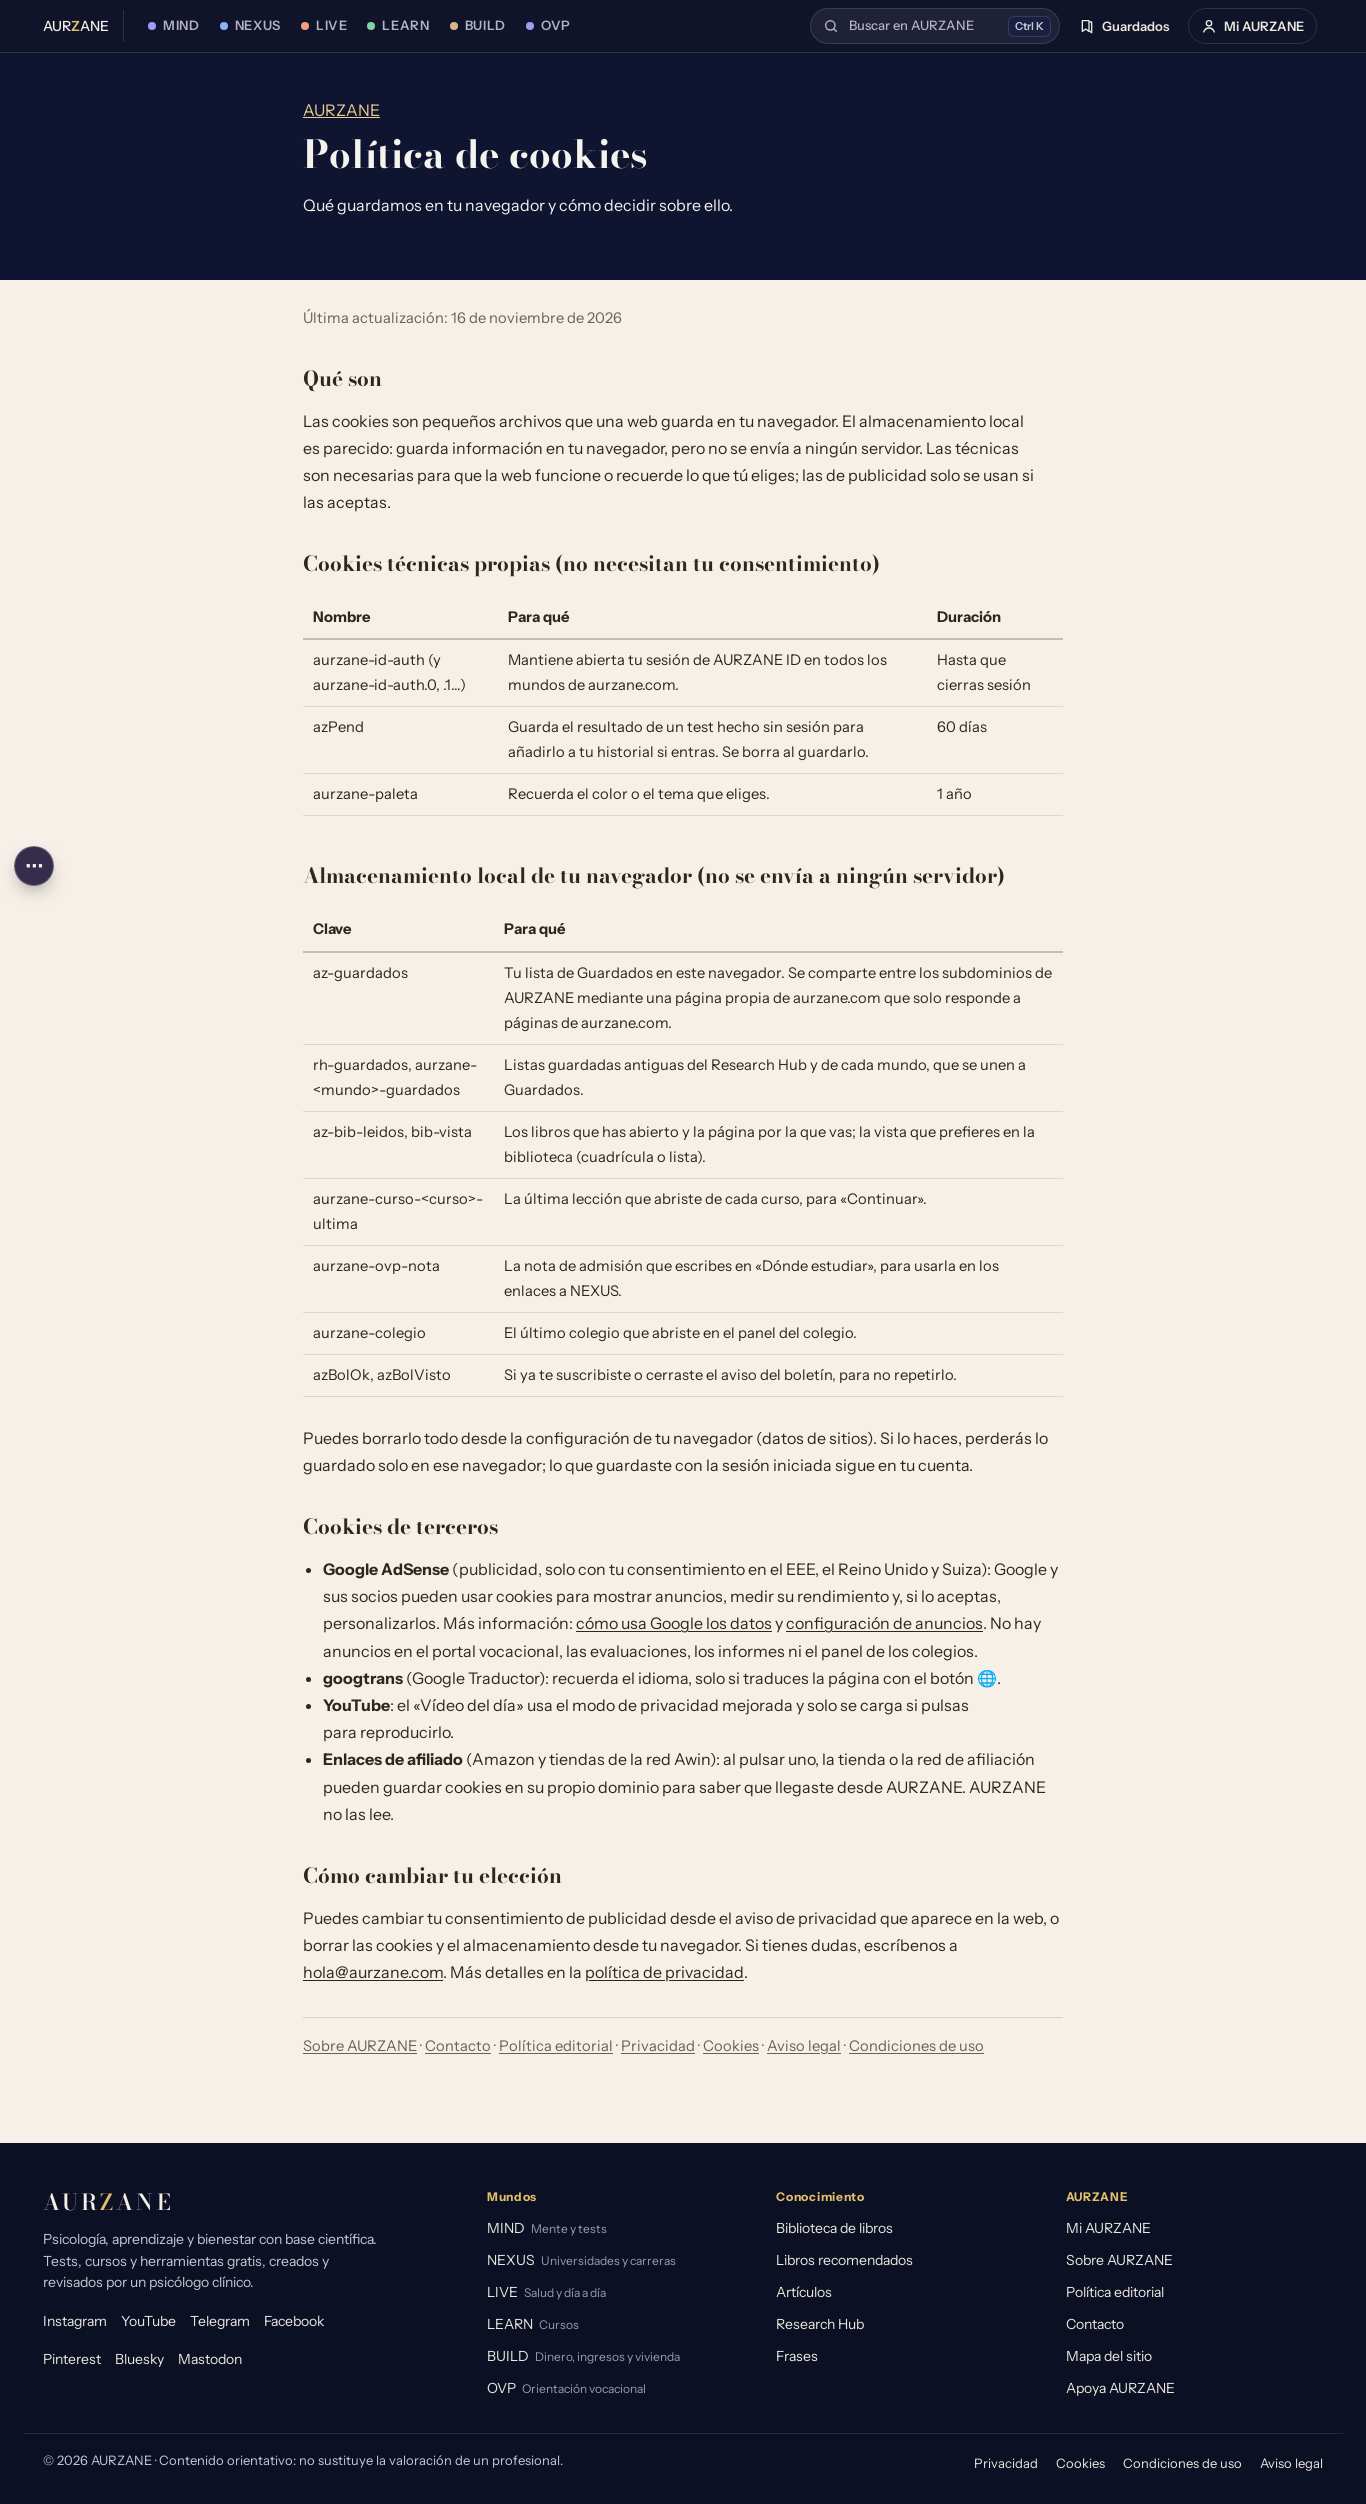 AURZANE
MIND NEXUS LIVE LEARN BUILD OVP
Buscar en AURZANE Ctrl K
Guardados
Mi AURZANE
AURZANE
Política de cookies
Qué guardamos en tu navegador y cómo decidir sobre ello.
Última actualización: 16 de noviembre de 2026
Qué son
Las cookies son pequeños archivos que una web guarda en tu navegador. El almacenamiento local
es parecido: guarda información en tu navegador, pero no se envía a ningún servidor. Las técnicas
son necesarias para que la web funcione o recuerde lo que tú eliges; las de publicidad solo se usan si
las aceptas.
Cookies técnicas propias (no necesitan tu consentimiento)
Nombre Para qué Duración
aurzane-id-auth (y Mantiene abierta tu sesión de AURZANE ID en todos los Hasta que
aurzane-id-auth.0, .1...) mundos de aurzane.com. cierras sesión
azPend Guarda el resultado de un test hecho sin sesión para 60 días
añadirlo a tu historial si entras. Se borra al guardarlo.
aurzane-paleta Recuerda el color o el tema que eliges. 1 año
Almacenamiento local de tu navegador (no se envía a ningún servidor)
Clave Para qué
az-guardados Tu lista de Guardados en este navegador. Se comparte entre los subdominios de
AURZANE mediante una página propia de aurzane.com que solo responde a
páginas de aurzane.com.
rh-guardados, aurzane- Listas guardadas antiguas del Research Hub y de cada mundo, que se unen a
<mundo>-guardados Guardados.
az-bib-leidos, bib-vista Los libros que has abierto y la página por la que vas; la vista que prefieres en la
biblioteca (cuadrícula o lista).
aurzane-curso-<curso>- La última lección que abriste de cada curso, para «Continuar».
ultima
aurzane-ovp-nota La nota de admisión que escribes en «Dónde estudiar», para usarla en los
enlaces a NEXUS.
aurzane-colegio El último colegio que abriste en el panel del colegio.
azBolOk, azBolVisto Si ya te suscribiste o cerraste el aviso del boletín, para no repetirlo.
Puedes borrarlo todo desde la configuración de tu navegador (datos de sitios). Si lo haces, perderás lo
guardado solo en ese navegador; lo que guardaste con la sesión iniciada sigue en tu cuenta.
Cookies de terceros
• Google AdSense (publicidad, solo con tu consentimiento en el EEE, el Reino Unido y Suiza): Google y
sus socios pueden usar cookies para mostrar anuncios, medir su rendimiento y, si lo aceptas,
personalizarlos. Más información: cómo usa Google los datos y configuración de anuncios. No hay
anuncios en el portal vocacional, las evaluaciones, los informes ni el panel de los colegios.
• googtrans (Google Traductor): recuerda el idioma, solo si traduces la página con el botón 🌐.
• YouTube: el «Vídeo del día» usa el modo de privacidad mejorada y solo se carga si pulsas
para reproducirlo.
• Enlaces de afiliado (Amazon y tiendas de la red Awin): al pulsar uno, la tienda o la red de afiliación
pueden guardar cookies en su propio dominio para saber que llegaste desde AURZANE. AURZANE
no las lee.
Cómo cambiar tu elección
Puedes cambiar tu consentimiento de publicidad desde el aviso de privacidad que aparece en la web, o
borrar las cookies y el almacenamiento desde tu navegador. Si tienes dudas, escríbenos a
hola@aurzane.com. Más detalles en la política de privacidad.
Sobre AURZANE · Contacto · Política editorial · Privacidad · Cookies · Aviso legal · Condiciones de uso
AURZANE
Psicología, aprendizaje y bienestar con base científica.
Tests, cursos y herramientas gratis, creados y
revisados por un psicólogo clínico.
Instagram YouTube Telegram Facebook
Pinterest Bluesky Mastodon
Mundos
MIND Mente y tests
NEXUS Universidades y carreras
LIVE Salud y día a día
LEARN Cursos
BUILD Dinero, ingresos y vivienda
OVP Orientación vocacional
Conocimiento
Biblioteca de libros
Libros recomendados
Artículos
Research Hub
Frases
AURZANE
Mi AURZANE
Sobre AURZANE
Política editorial
Contacto
Mapa del sitio
Apoya AURZANE
© 2026 AURZANE · Contenido orientativo: no sustituye la valoración de un profesional.
Privacidad Cookies Condiciones de uso Aviso legal